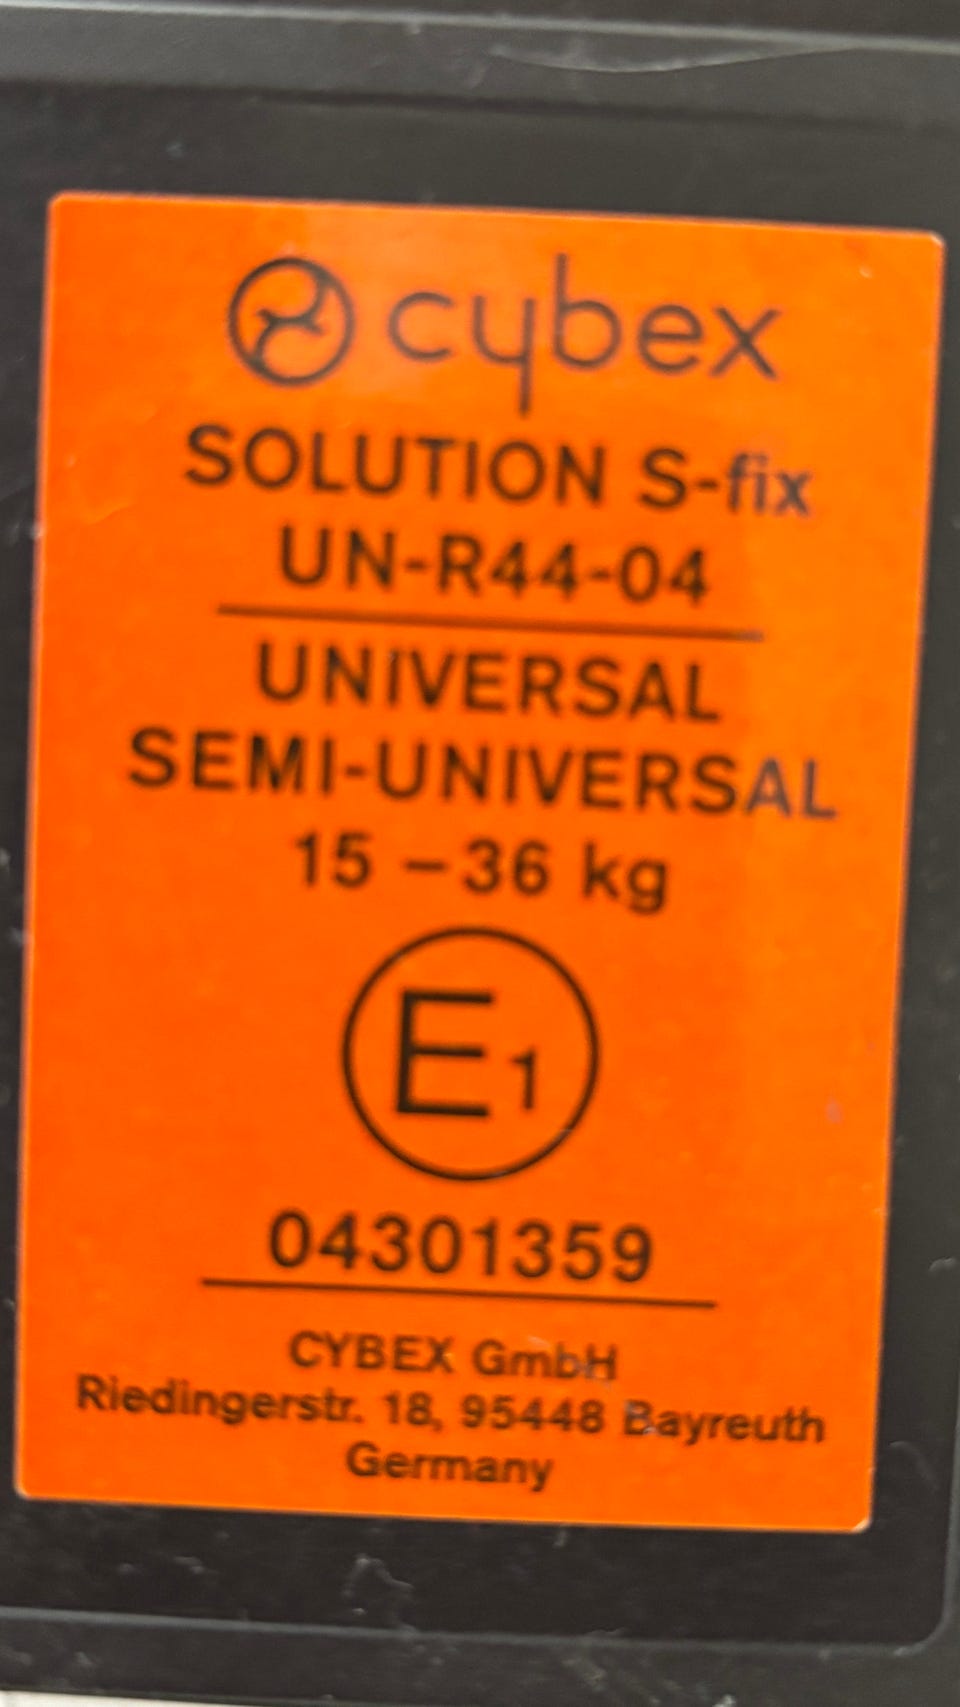 cybex
SOLUTION S-fix
UN-R44-04
UNIVERSAL
SEMI-UNIVERSAL
15 – 36 kg
E1
04301359
CYBEX GmbH
Riedingerstr. 18, 95448 Bayreuth
Germany